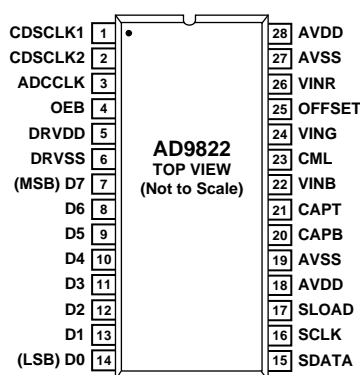 CDSCLK1 1
CDSCLK2 2
ADCCLK 3
OEB 4
DRVDD 5
DRVSS 6
(MSB) D7 7
D6 8
D5 9
D4 10
D3 11
D2 12
D1 13
(LSB) D0 14
AD9822
TOP VIEW
(Not to Scale)
28 AVDD
27 AVSS
26 VINR
25 OFFSET
24 VING
23 CML
22 VINB
21 CAPT
20 CAPB
19 AVSS
18 AVDD
17 SLOAD
16 SCLK
15 SDATA